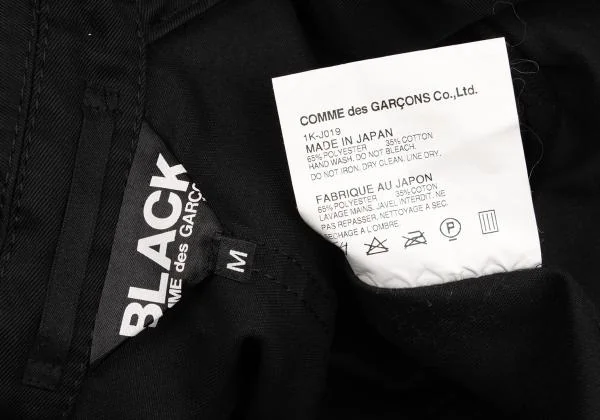 BLACK
COMME des GARÇONS
M
COMME des GARÇONS Co.,Ltd.
1K-J019
MADE IN JAPAN
65% POLYESTER 35% COTTON
HAND WASH. DO NOT BLEACH.
DO NOT IRON. DRY CLEAN. LINE DRY.
FABRIQUE AU JAPON
65% POLYESTER 35% COTON
LAVAGE MAINS. JAVEL INTERDIT. NE
PAS REPASSER. NETTOYAGE A SEC.
SECHAGE A L'OMBRE.
P